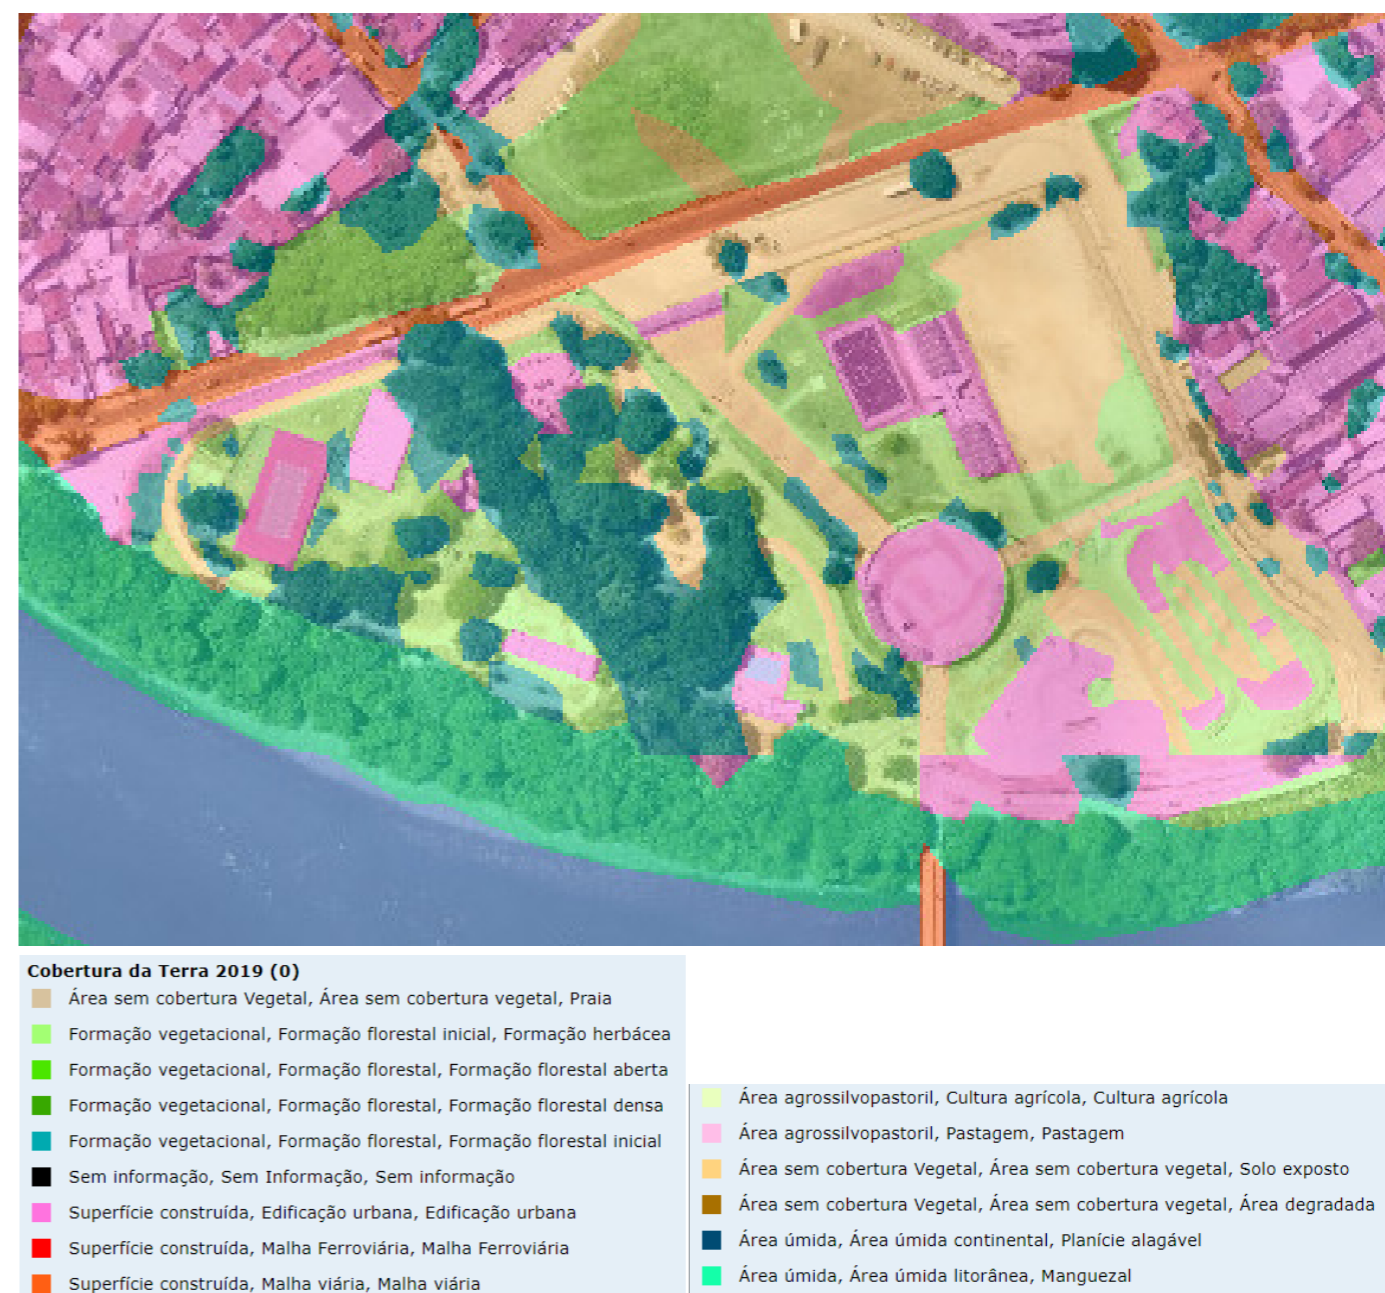 Cobertura da Terra 2019 (0)
Área sem cobertura Vegetal, Área sem cobertura vegetal, Praia
Formação vegetacional, Formação florestal inicial, Formação herbácea
Formação vegetacional, Formação florestal, Formação florestal aberta
Formação vegetacional, Formação florestal, Formação florestal densa
Formação vegetacional, Formação florestal, Formação florestal inicial
Sem informação, Sem Informação, Sem informação
Superfície construída, Edificação urbana, Edificação urbana
Superfície construída, Malha Ferroviária, Malha Ferroviária
Superfície construída, Malha viária, Malha viária
Área agrossilvopastoril, Cultura agrícola, Cultura agrícola
Área agrossilvopastoril, Pastagem, Pastagem
Área sem cobertura Vegetal, Área sem cobertura vegetal, Solo exposto
Área sem cobertura Vegetal, Área sem cobertura vegetal, Área degradada
Área úmida, Área úmida continental, Planície alagável
Área úmida, Área úmida litorânea, Manguezal